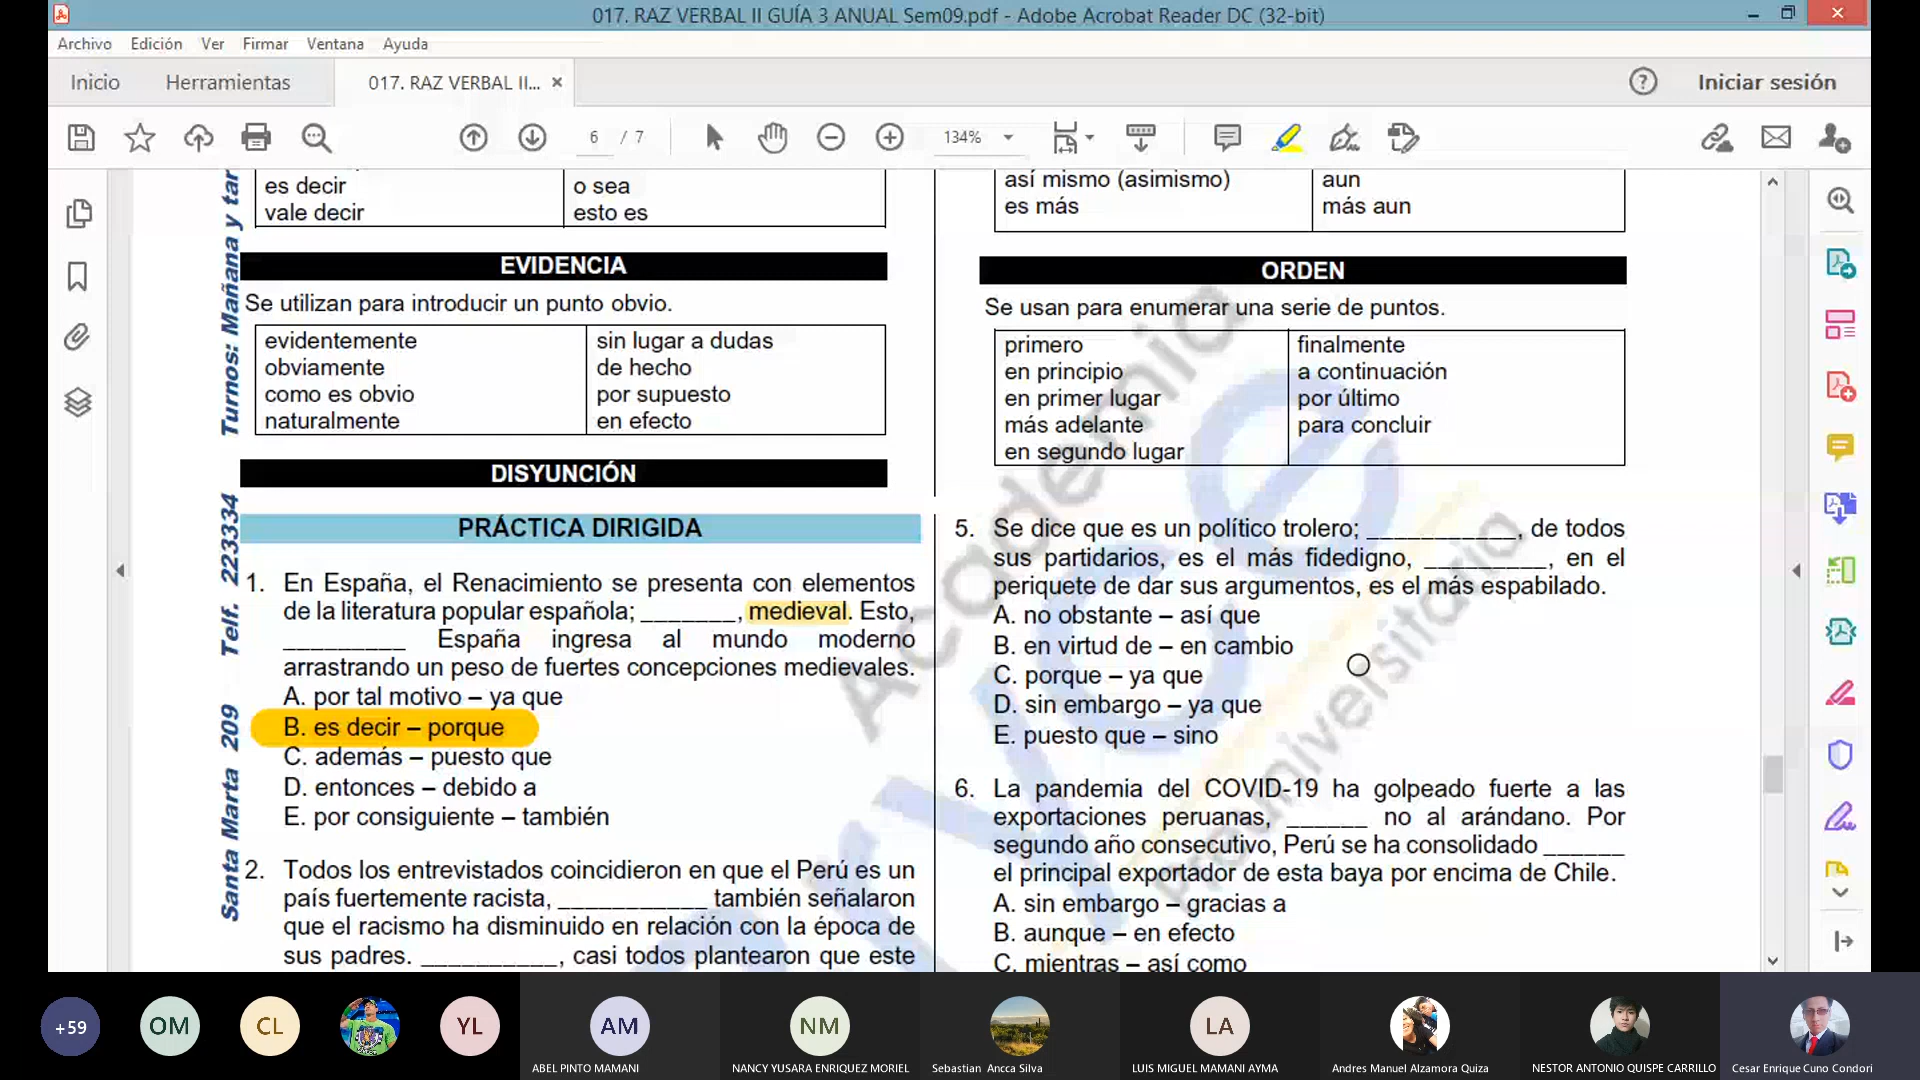 017. RAZ VERBAL II GUÍA 3 ANUAL Sem09.pdf - Adobe Acrobat Reader DC (32-bit)
Archivo Edición Ver Firmar Ventana Ayuda
Inicio Herramientas 017. RAZ VERBAL II... × Iniciar sesión
6 / 7 134%
Turnos: Mañana y tar
Telf. 223334
Santa Marta 209
es decir o sea
vale decir esto es
EVIDENCIA
Se utilizan para introducir un punto obvio.
evidentemente sin lugar a dudas
obviamente de hecho
como es obvio por supuesto
naturalmente en efecto
DISYUNCIÓN
PRÁCTICA DIRIGIDA
1. En España, el Renacimiento se presenta con elementos
de la literatura popular española; _______, medieval. Esto,
_________ España ingresa al mundo moderno
arrastrando un peso de fuertes concepciones medievales.
A. por tal motivo – ya que
B. es decir – porque
C. además – puesto que
D. entonces – debido a
E. por consiguiente – también
2. Todos los entrevistados coincidieron en que el Perú es un
país fuertemente racista, ___________ también señalaron
que el racismo ha disminuido en relación con la época de
sus padres. __________, casi todos plantearon que este
así mismo (asimismo) aun
es más más aun
ORDEN
Se usan para enumerar una serie de puntos.
primero finalmente
en principio a continuación
en primer lugar por último
más adelante para concluir
en segundo lugar
5. Se dice que es un político trolero; ___________, de todos
sus partidarios, es el más fidedigno, _________, en el
periquete de dar sus argumentos, es el más espabilado.
A. no obstante – así que
B. en virtud de – en cambio
C. porque – ya que
D. sin embargo – ya que
E. puesto que – sino
6. La pandemia del COVID-19 ha golpeado fuerte a las
exportaciones peruanas, ______ no al arándano. Por
segundo año consecutivo, Perú se ha consolidado ______
el principal exportador de esta baya por encima de Chile.
A. sin embargo – gracias a
B. aunque – en efecto
C. mientras – así como
Academia
Preuniversitaria
+59 OM CL YL AM NM LA
ABEL PINTO MAMANI NANCY YUSARA ENRIQUEZ MORIEL Sebastian Ancca Silva LUIS MIGUEL MAMANI AYMA Andres Manuel Alzamora Quiza NESTOR ANTONIO QUISPE CARRILLO Cesar Enrique Cuno Condori